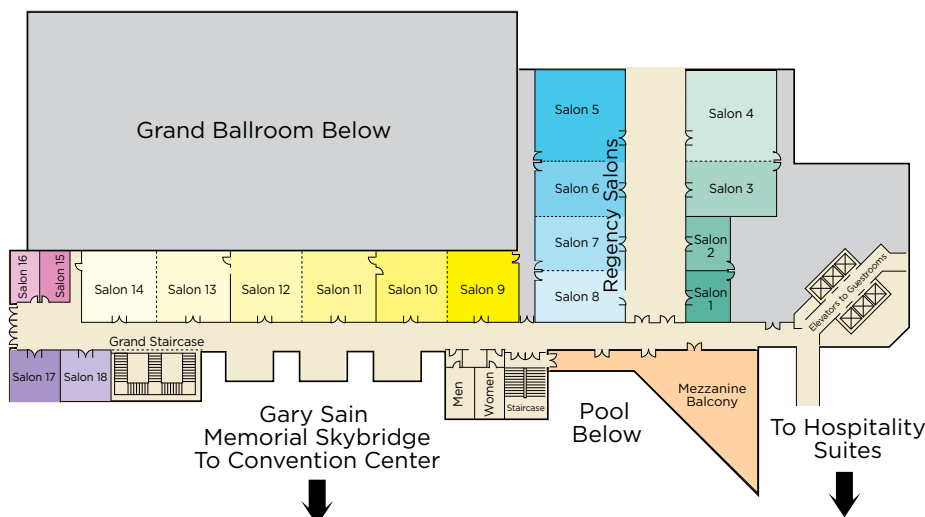 Grand Ballroom Below
Salon 5
Salon 4
Regency Salons
Salon 6
Salon 3
Salon 7
Salon
2
Salon 8
Salon
1
Elevators to Guestrooms
Salon 16
Salon 15
Salon 14
Salon 13
Salon 12
Salon 11
Salon 10
Salon 9
Grand Staircase
Salon 17
Salon 18
Men
Women
Staircase
Mezzanine
Balcony
Gary Sain
Memorial Skybridge
To Convention Center
Pool
Below
To Hospitality
Suites